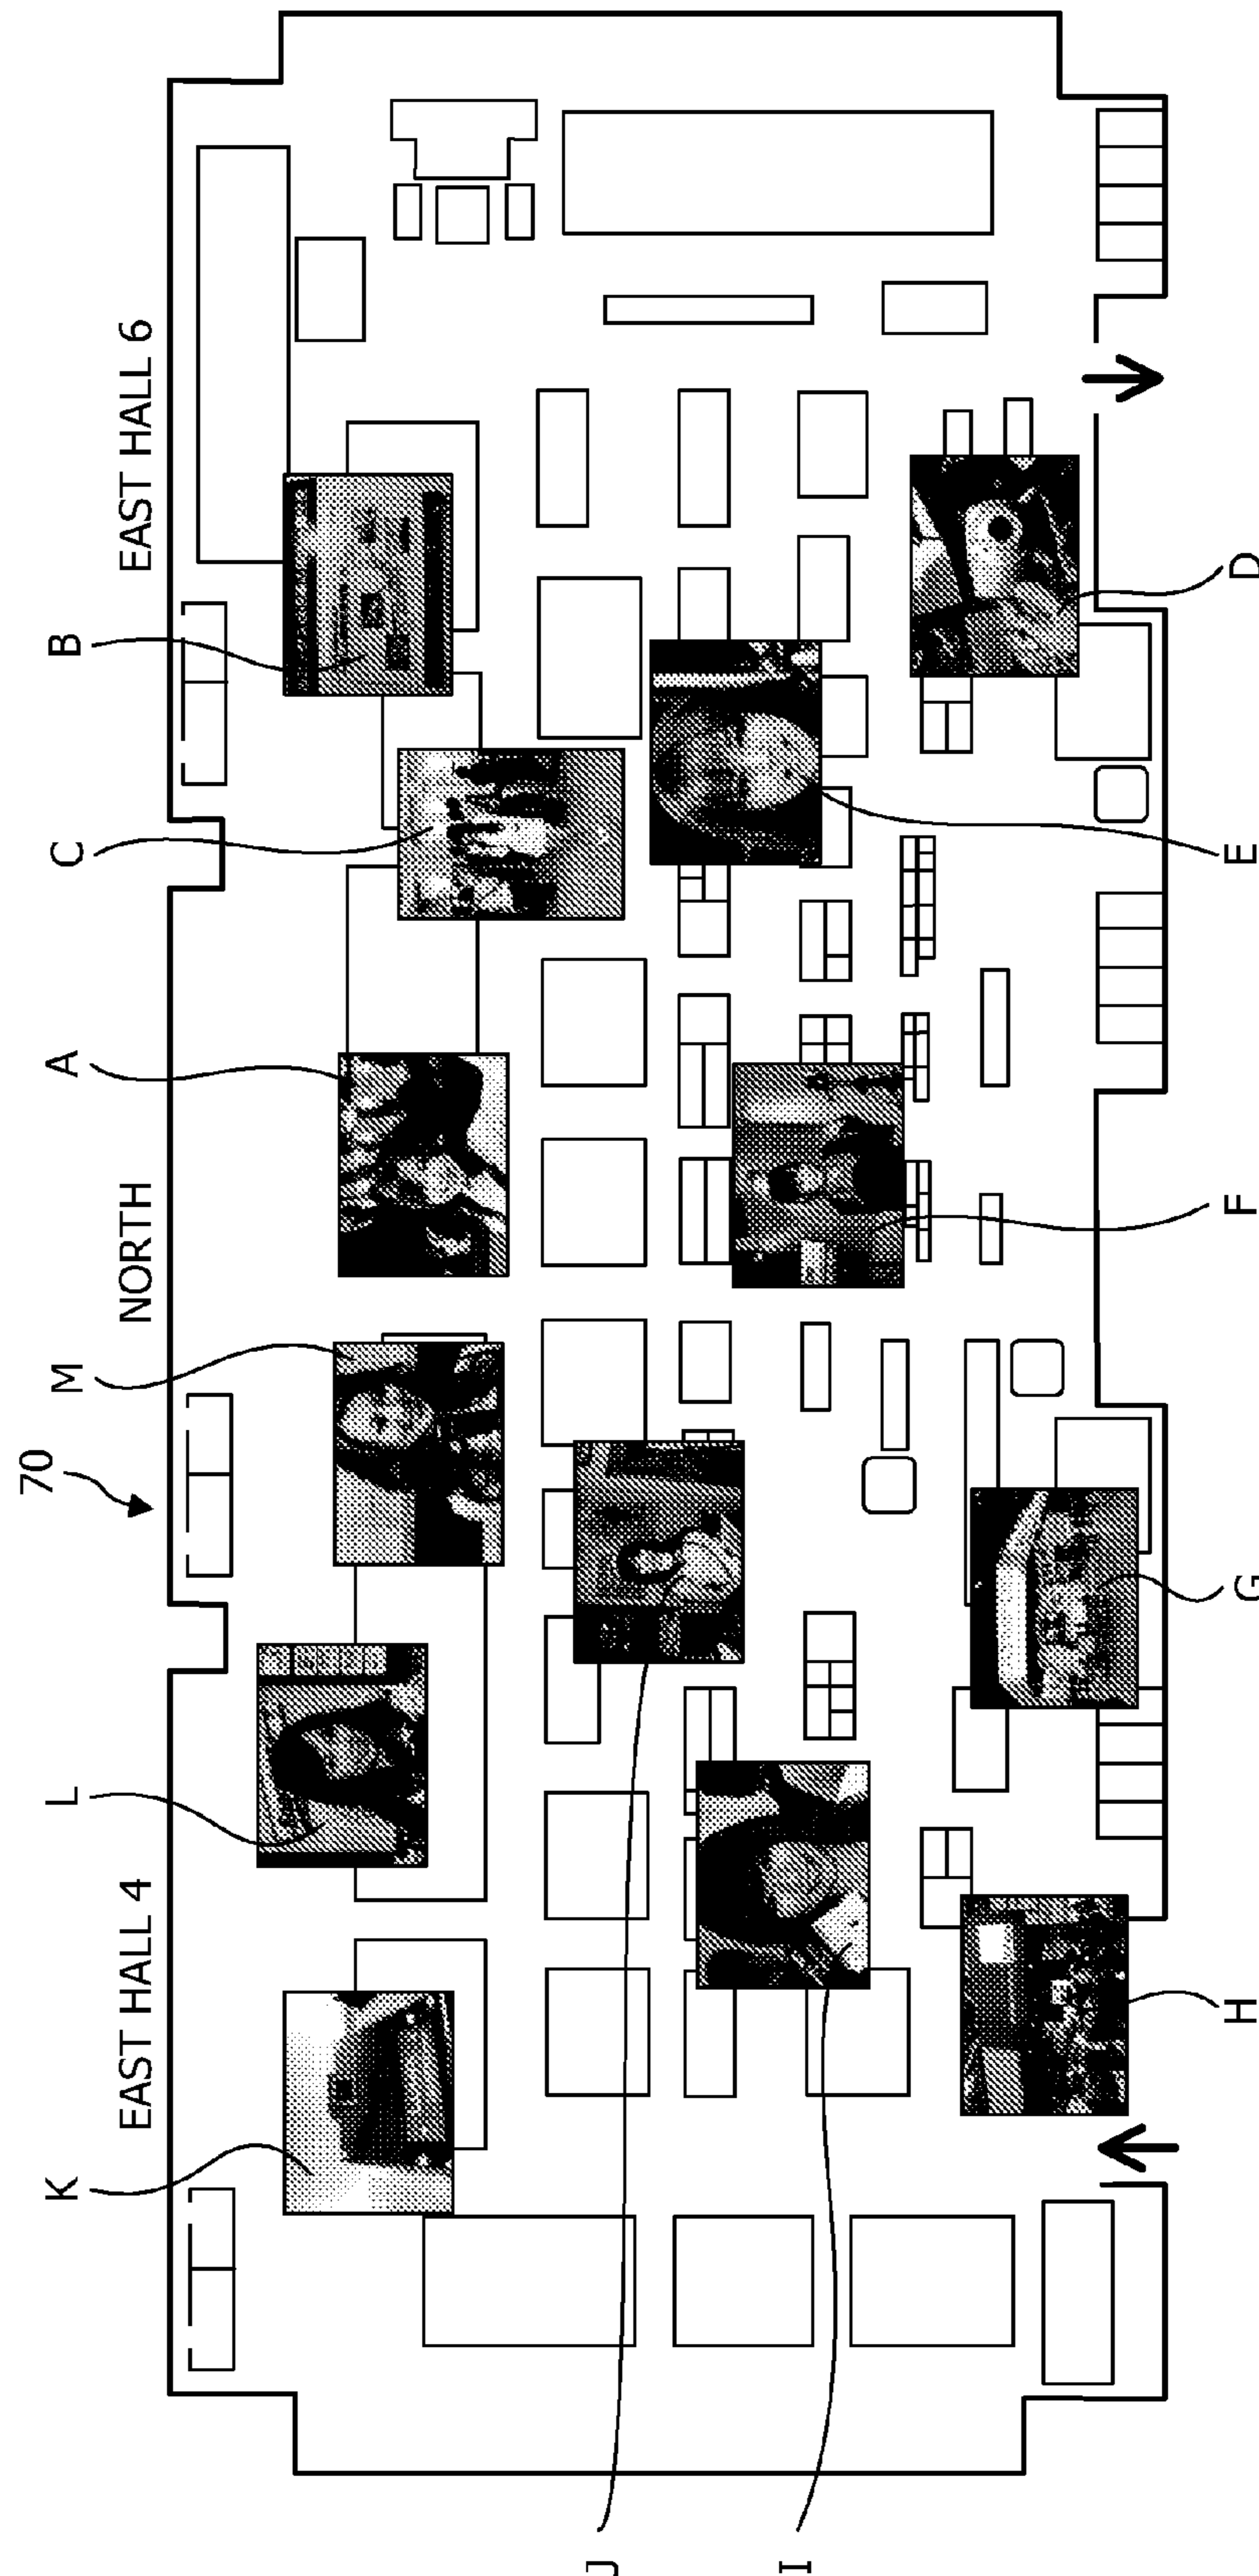 70
K L M A C B
EAST HALL 4 NORTH EAST HALL 6
J
I
H G F E D